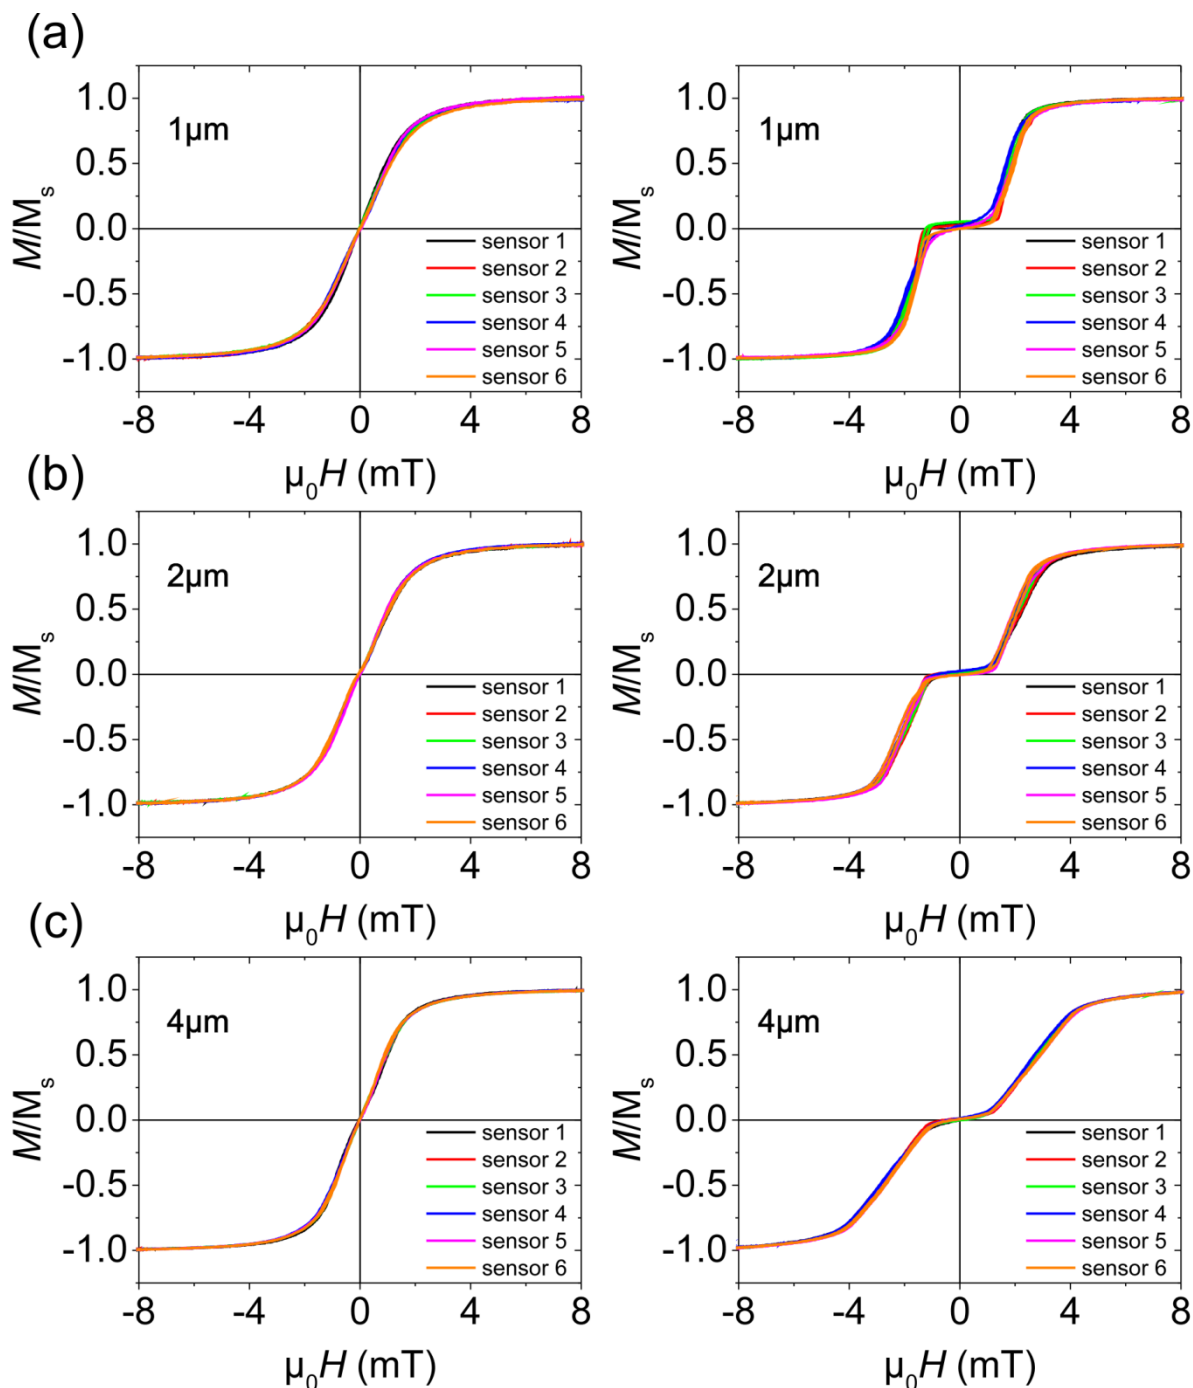 (a)
1.0
0.5
0.0
-0.5
-1.0
M/Ms
1µm
sensor 1
sensor 2
sensor 3
sensor 4
sensor 5
sensor 6
-8 -4 0 4 8
µ0H (mT)
1.0
0.5
0.0
-0.5
-1.0
M/Ms
1µm
sensor 1
sensor 2
sensor 3
sensor 4
sensor 5
sensor 6
-8 -4 0 4 8
µ0H (mT)
(b)
1.0
0.5
0.0
-0.5
-1.0
M/Ms
2µm
sensor 1
sensor 2
sensor 3
sensor 4
sensor 5
sensor 6
-8 -4 0 4 8
µ0H (mT)
1.0
0.5
0.0
-0.5
-1.0
M/Ms
2µm
sensor 1
sensor 2
sensor 3
sensor 4
sensor 5
sensor 6
-8 -4 0 4 8
µ0H (mT)
(c)
1.0
0.5
0.0
-0.5
-1.0
M/Ms
4µm
sensor 1
sensor 2
sensor 3
sensor 4
sensor 5
sensor 6
-8 -4 0 4 8
µ0H (mT)
1.0
0.5
0.0
-0.5
-1.0
M/Ms
4µm
sensor 1
sensor 2
sensor 3
sensor 4
sensor 5
sensor 6
-8 -4 0 4 8
µ0H (mT)